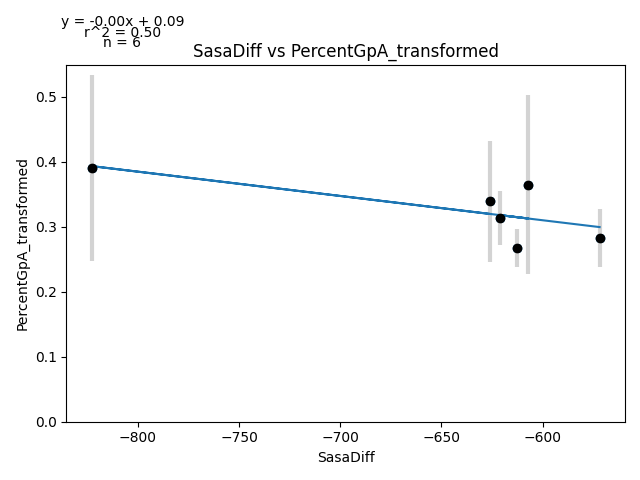 y = -0.00x + 0.09
r^2 = 0.50
n = 6
SasaDiff vs PercentGpA_transformed
PercentGpA_transformed
0.5
0.4
0.3
0.2
0.1
0.0
−800
−750
−700
−650
−600
SasaDiff